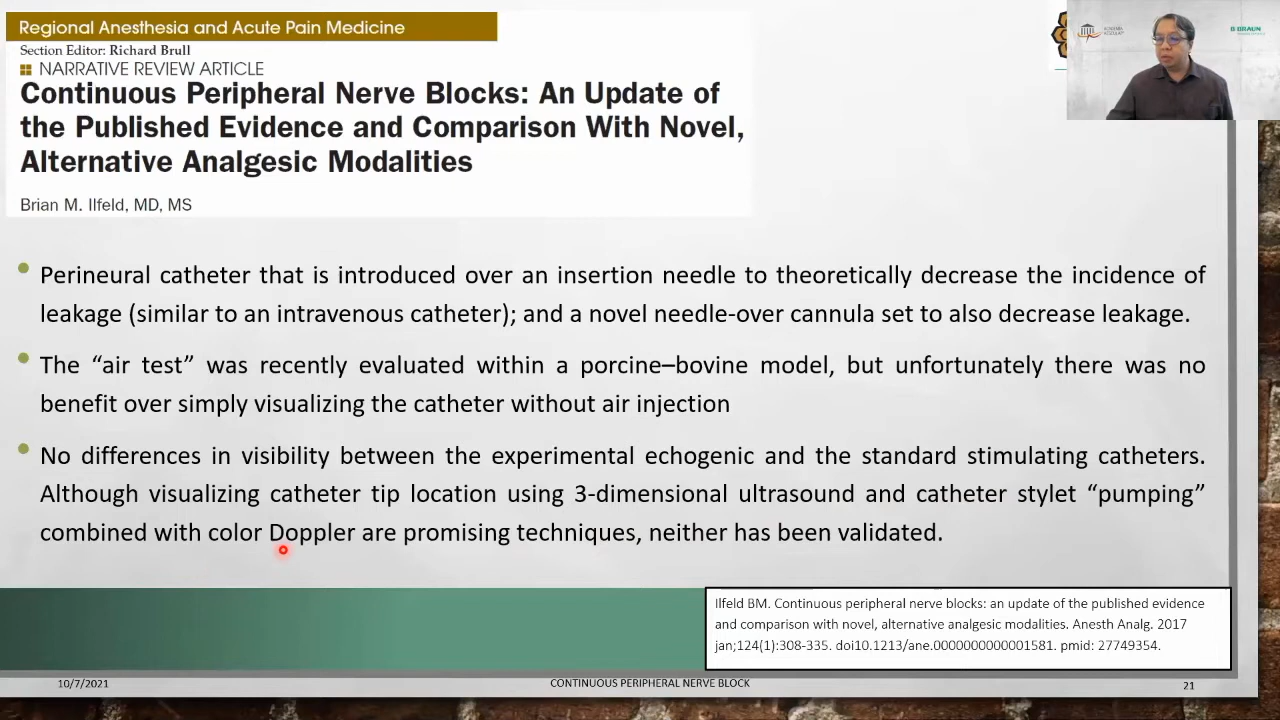 Regional Anesthesia and Acute Pain Medicine
Section Editor: Richard Brull
NARRATIVE REVIEW ARTICLE
Continuous Peripheral Nerve Blocks: An Update of
the Published Evidence and Comparison With Novel,
Alternative Analgesic Modalities
Brian M. Ilfeld, MD, MS
B BRAUN
• Perineural catheter that is introduced over an insertion needle to theoretically decrease the incidence of
leakage (similar to an intravenous catheter); and a novel needle-over cannula set to also decrease leakage.
• The “air test” was recently evaluated within a porcine–bovine model, but unfortunately there was no
benefit over simply visualizing the catheter without air injection
• No differences in visibility between the experimental echogenic and the standard stimulating catheters.
Although visualizing catheter tip location using 3-dimensional ultrasound and catheter stylet “pumping”
combined with color Doppler are promising techniques, neither has been validated.
Ilfeld BM. Continuous peripheral nerve blocks: an update of the published evidence
and comparison with novel, alternative analgesic modalities. Anesth Analg. 2017
jan;124(1):308-335. doi10.1213/ane.0000000000001581. pmid: 27749354.
10/7/2021
CONTINUOUS PERIPHERAL NERVE BLOCK
21